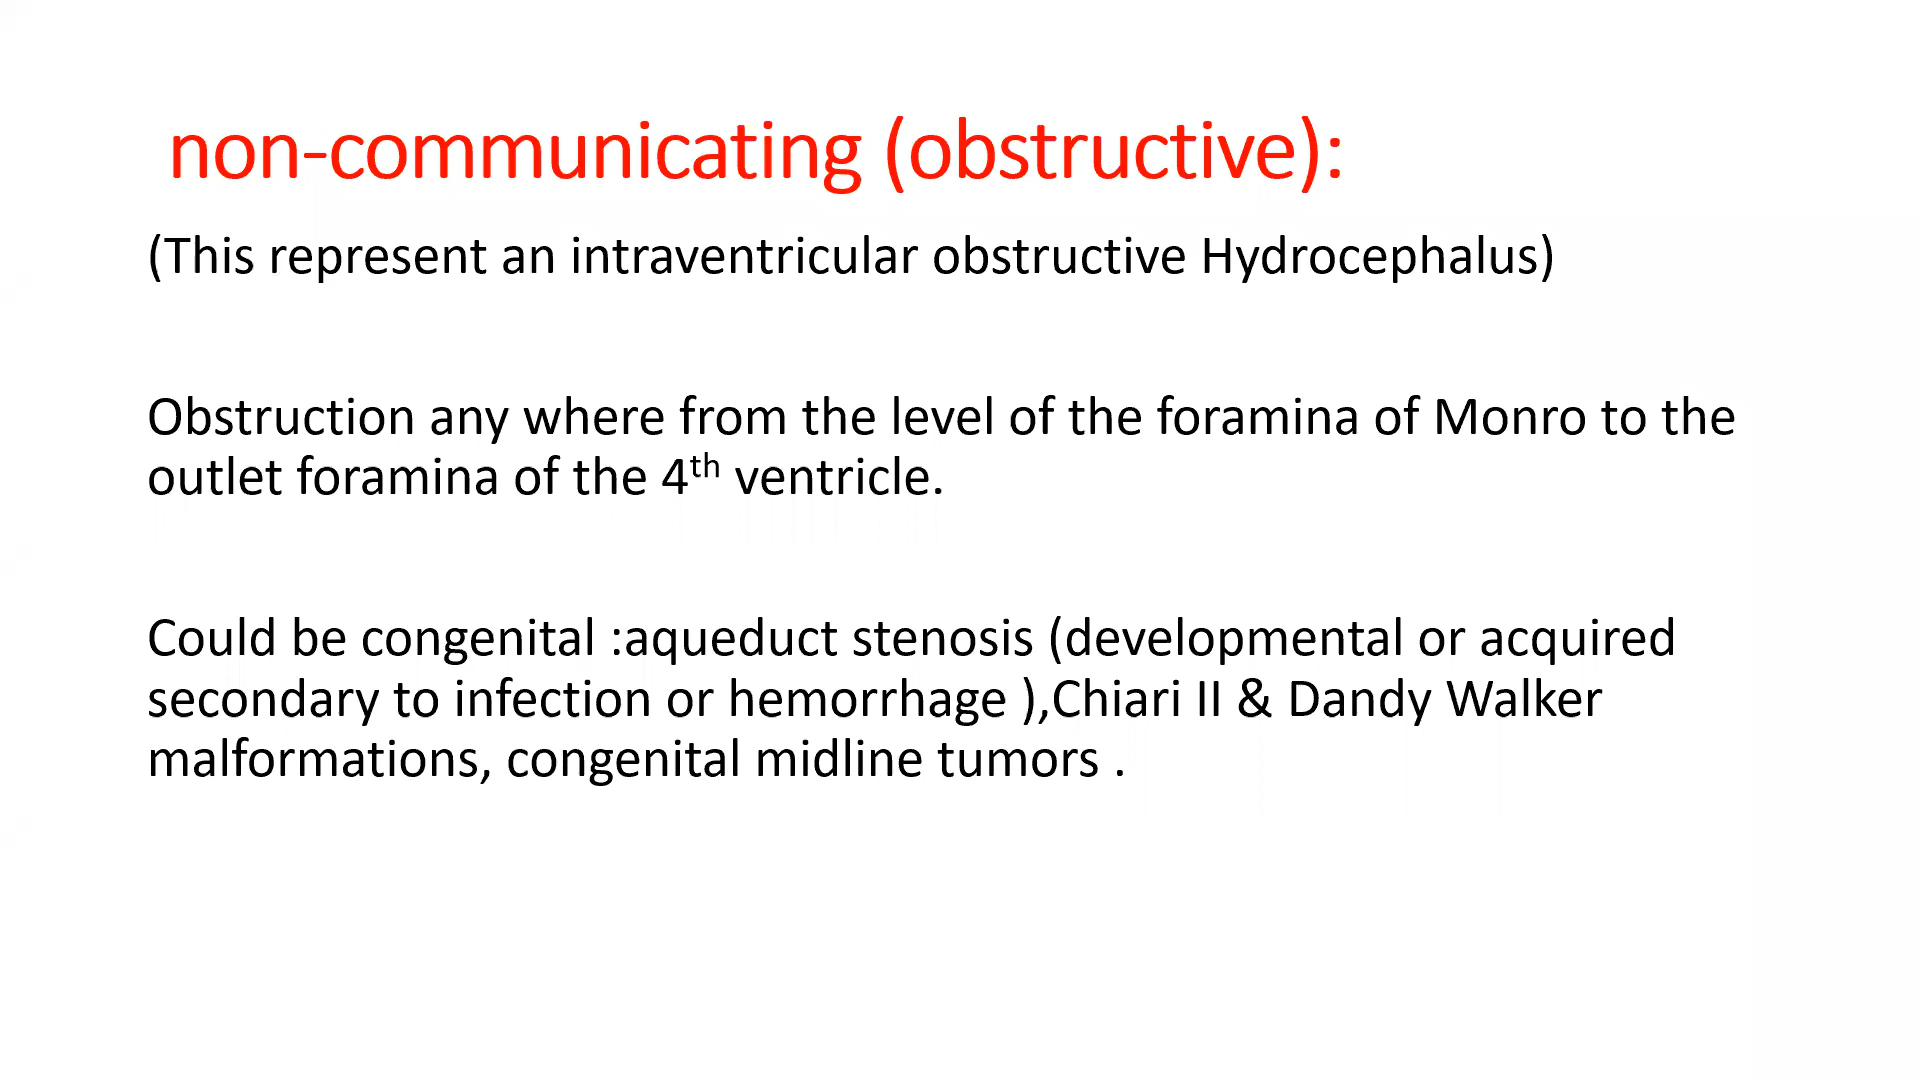 non-communicating (obstructive):
(This represent an intraventricular obstructive Hydrocephalus)
Obstruction any where from the level of the foramina of Monro to the
outlet foramina of the 4th ventricle.
Could be congenital :aqueduct stenosis (developmental or acquired
secondary to infection or hemorrhage ),Chiari II & Dandy Walker
malformations, congenital midline tumors .